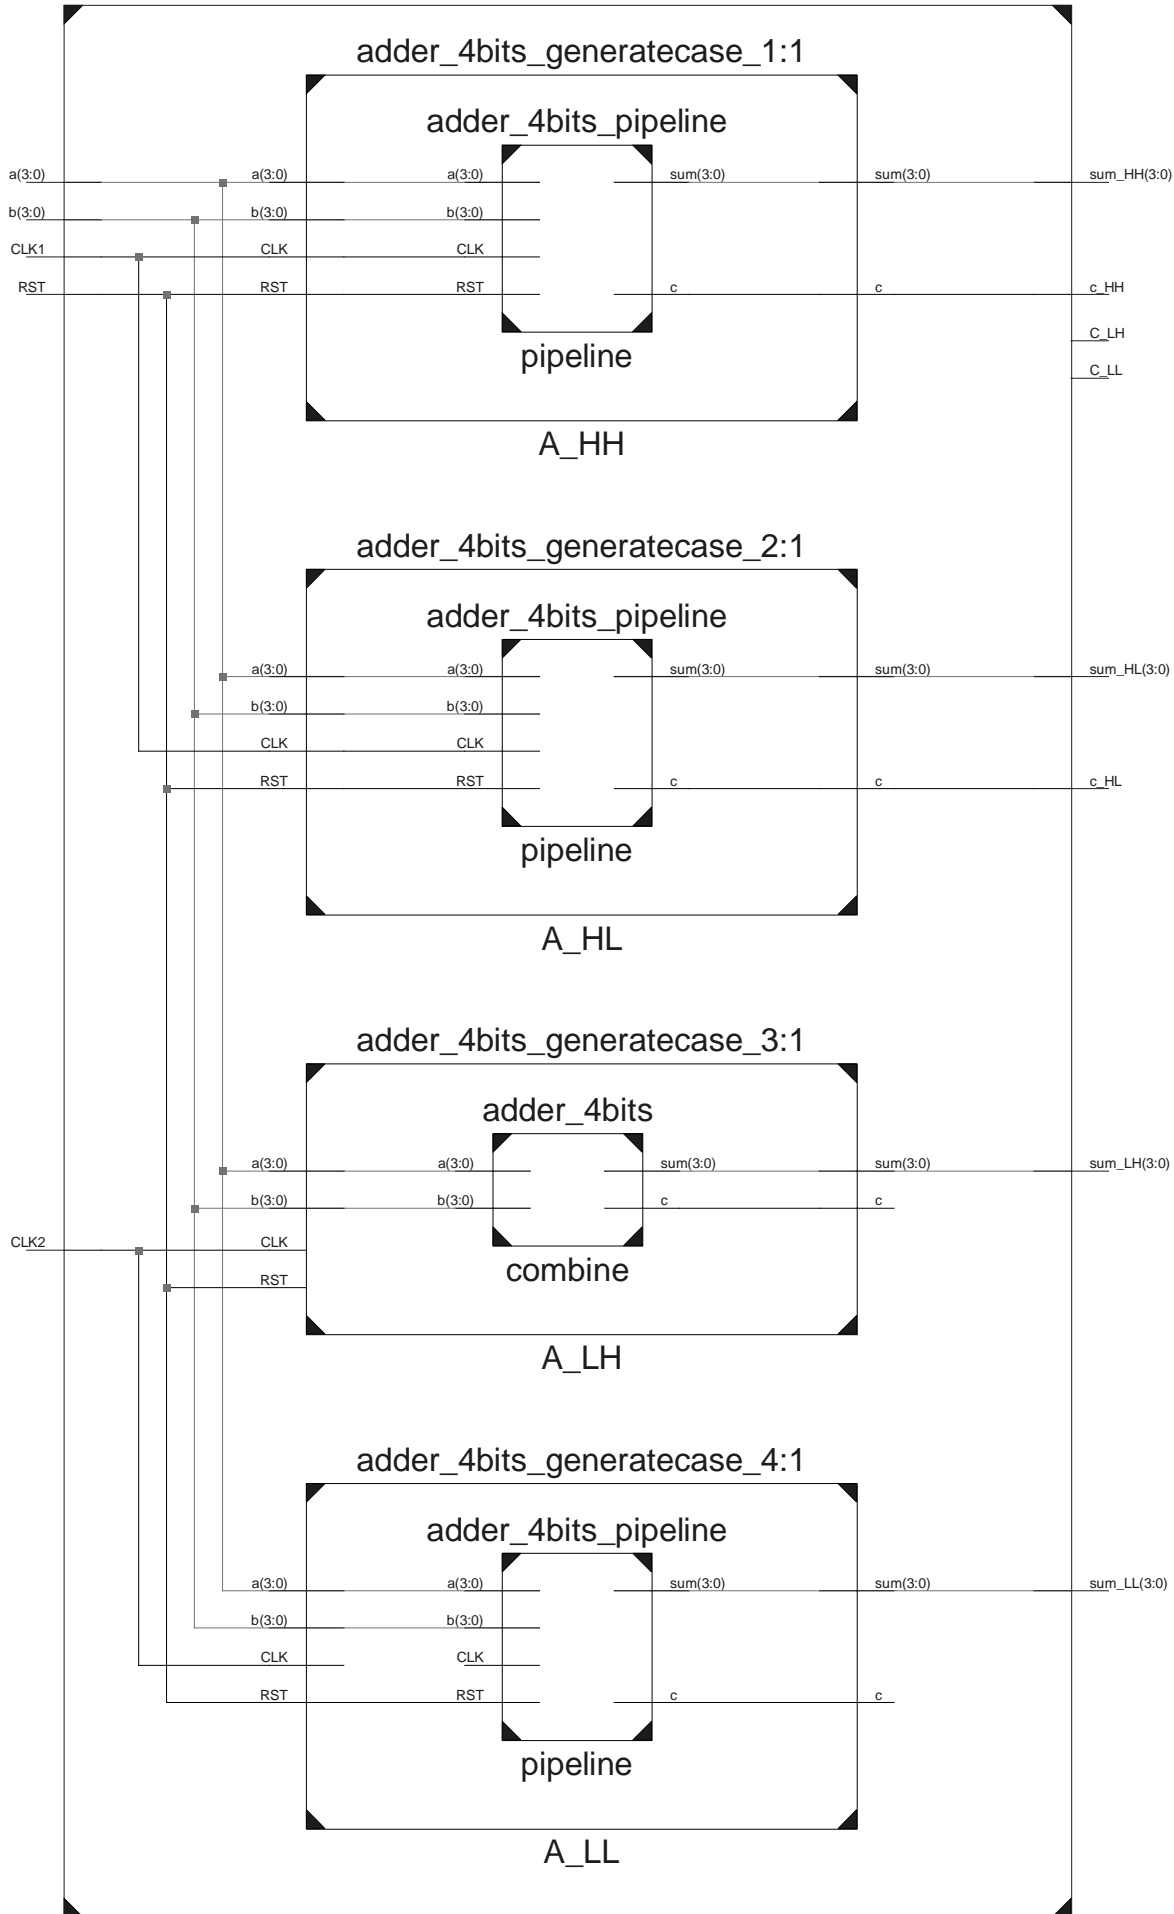 adder_4bits_generatecase_1:1
adder_4bits_pipeline
a(3:0) a(3:0) a(3:0) sum(3:0) sum(3:0) sum_HH(3:0)
b(3:0) b(3:0) b(3:0)
CLK1 CLK CLK
RST RST RST c c c_HH
C_LH
pipeline
C_LL
A_HH
adder_4bits_generatecase_2:1
adder_4bits_pipeline
a(3:0) a(3:0) sum(3:0) sum(3:0) sum_HL(3:0)
b(3:0) b(3:0)
CLK CLK
RST RST c c c_HL
pipeline
A_HL
adder_4bits_generatecase_3:1
adder_4bits
a(3:0) a(3:0) sum(3:0) sum(3:0) sum_LH(3:0)
b(3:0) b(3:0) c c
CLK2 CLK
combine
RST
A_LH
adder_4bits_generatecase_4:1
adder_4bits_pipeline
a(3:0) a(3:0) sum(3:0) sum(3:0) sum_LL(3:0)
b(3:0) b(3:0)
CLK CLK
RST RST c c
pipeline
A_LL